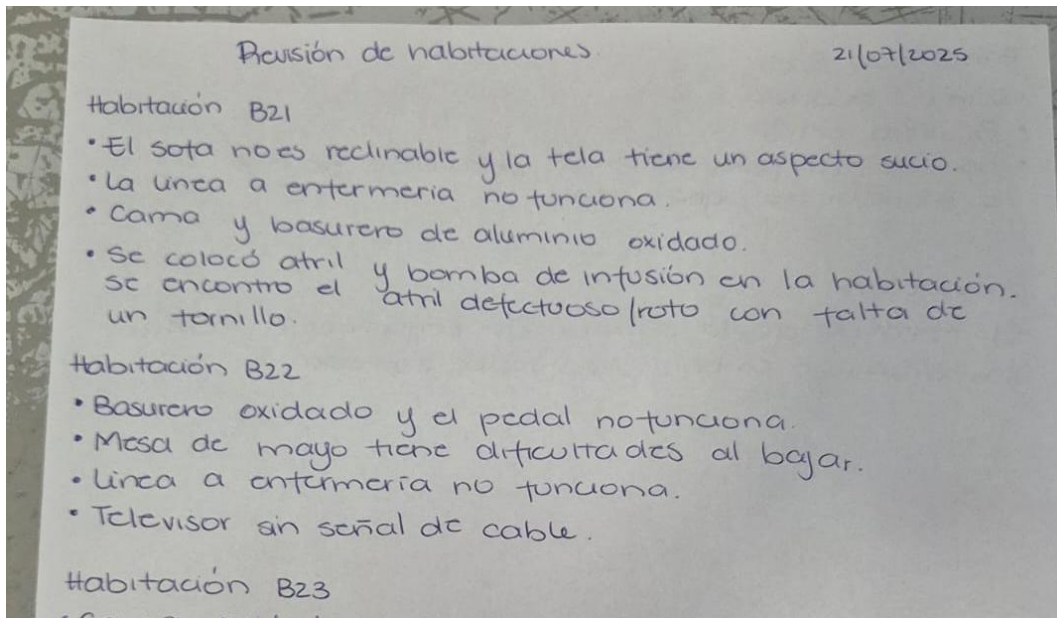 Revisión de habitaciones. 21/07/2025
Habitación B21
• El sofa no es reclinable y la tela tiene un aspecto sucio.
• La linea a enfermeria no funciona.
• Cama y basurero de aluminio oxidado.
• Se colocó atril y bomba de infusión en la habitación.
se encontro el atril defectuoso/roto con falta de
un tornillo.
Habitación B22
• Basurero oxidado y el pedal no funciona.
• Mesa de mayo tiene dificultades al bajar.
• Linea a enfermeria no funciona.
• Televisor sin señal de cable.
Habitación B23